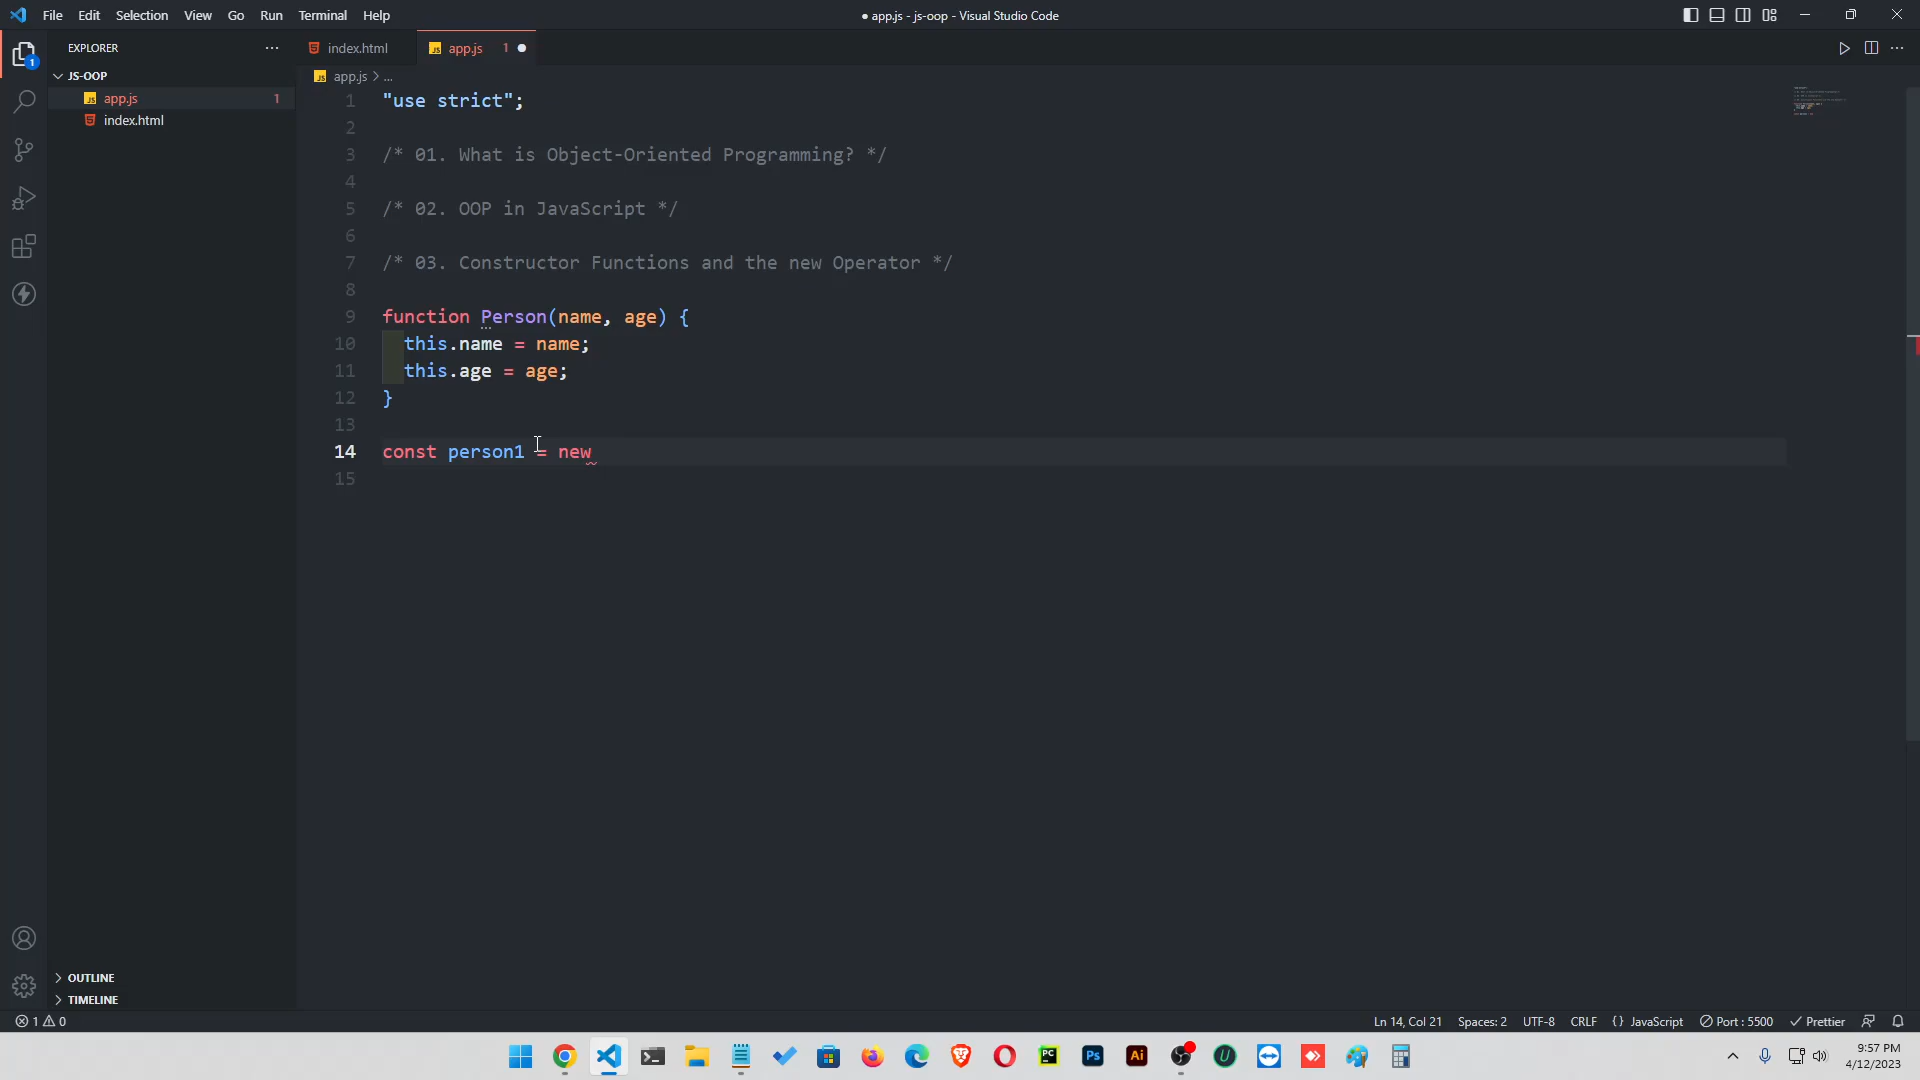 File Edit Selection View Go Run Terminal Help
● app.js - js-oop - Visual Studio Code
EXPLORER
index.html
app.js 1
1
JS-OOP
app.js 1
index.html
app.js > ...
1 "use strict";
2
3 /* 01. What is Object-Oriented Programming? */
4
5 /* 02. OOP in JavaScript */
6
7 /* 03. Constructor Functions and the new Operator */
8
9 function Person(name, age) {
10 this.name = name;
11 this.age = age;
12 }
13
14 const person1 = new
15
OUTLINE
TIMELINE
1 0
Ln 14, Col 21 Spaces: 2 UTF-8 CRLF {} JavaScript Port : 5500 Prettier
PC
Ps
Ai
U
9:57 PM
4/12/2023